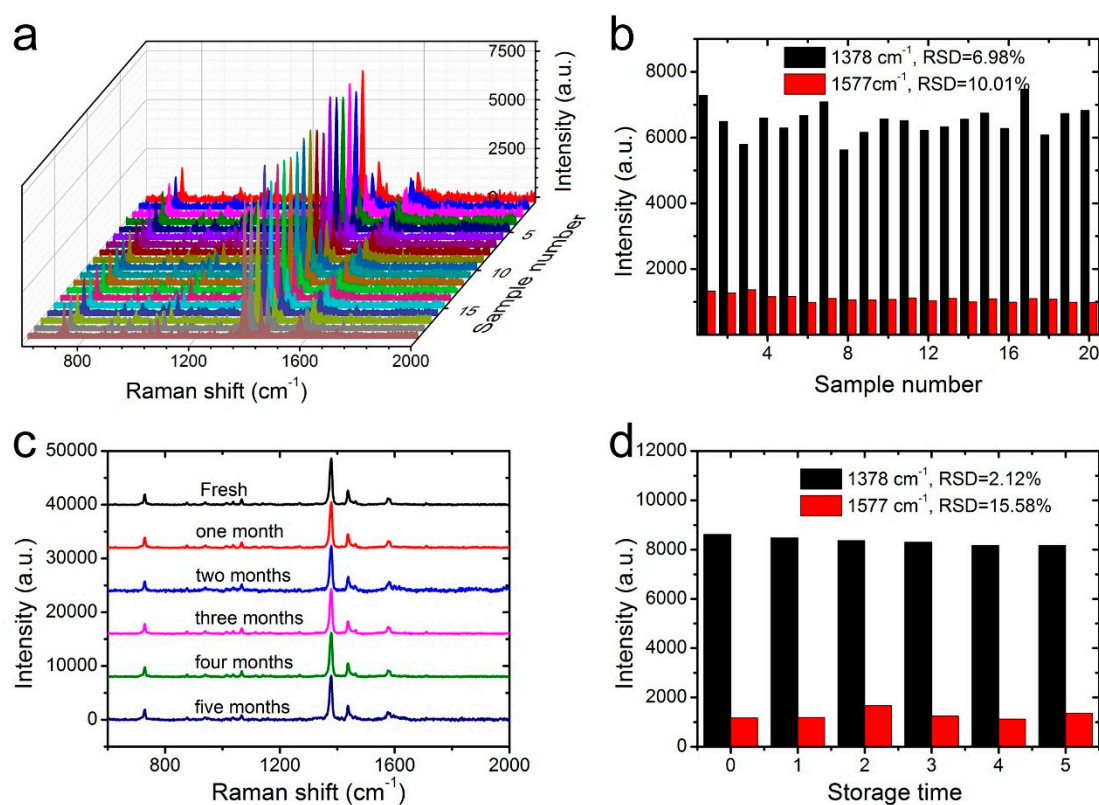 a
7500
5000
2500
0
Intensity (a.u.)
5
10
15
Sample number
800
1200
1600
2000
Raman shift (cm⁻¹)
b
1378 cm⁻¹, RSD=6.98%
1577cm⁻¹, RSD=10.01%
8000
6000
4000
2000
Intensity (a.u.)
4
8
12
16
20
Sample number
c
50000
40000
30000
20000
10000
0
Intensity (a.u.)
Fresh
one month
two months
three months
four months
five months
800
1200
1600
2000
Raman shift (cm⁻¹)
d
1378 cm⁻¹, RSD=2.12%
1577 cm⁻¹, RSD=15.58%
12000
10000
8000
6000
4000
2000
0
Intensity (a.u.)
0
1
2
3
4
5
Storage time